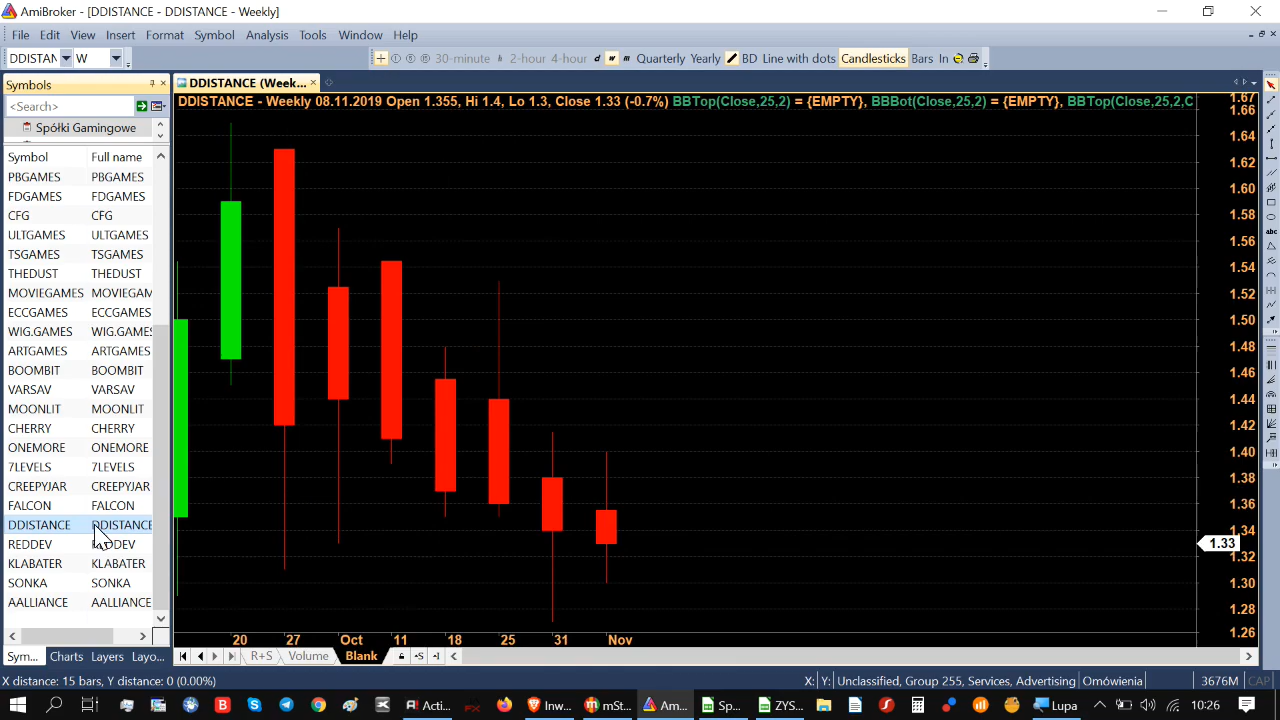 AmiBroker - [DDISTANCE - DDISTANCE - Weekly]
File Edit View Insert Format Symbol Analysis Tools Window Help
DDISTAN W 30-minute 2-hour 4-hour d w m Quarterly Yearly BD Line with dots Candlesticks Bars In
Symbols
DDISTANCE (Week...
<Search>
DDISTANCE - Weekly 08.11.2019 Open 1.355, Hi 1.4, Lo 1.3, Close 1.33 (-0.7%) BBTop(Close,25,2) = {EMPTY}, BBBot(Close,25,2) = {EMPTY}, BBTop(Close,25,2,C
Spółki Gamingowe
Symbol Full name
PBGAMES PBGAMES
FDGAMES FDGAMES
CFG CFG
ULTGAMES ULTGAMES
TSGAMES TSGAMES
THEDUST THEDUST
MOVIEGAMES MOVIEGAM
ECCGAMES ECCGAMES
WIG.GAMES WIG.GAMES
ARTGAMES ARTGAMES
BOOMBIT BOOMBIT
VARSAV VARSAV
MOONLIT MOONLIT
CHERRY CHERRY
ONEMORE ONEMORE
7LEVELS 7LEVELS
CREEPYJAR CREEPYJAR
FALCON FALCON
DDISTANCE DDISTANCE
REDDEV REDDEV
KLABATER KLABATER
SONKA SONKA
AALLIANCE AALLIANCE
1.67
1.66
1.64
1.62
1.60
1.58
1.56
1.54
1.52
1.50
1.48
1.46
1.44
1.42
1.40
1.38
1.36
1.34
1.33
1.32
1.30
1.28
1.26
abc
20 27 Oct 11 18 25 31 Nov
Sym... Charts Layers Layo...
R+S Volume Blank
X distance: 15 bars, Y distance: 0 (0.00%) X: Y: Unclassified, Group 255, Services, Advertising Omówienia 3676M CAP
Acti... Inw... mSt... Am... Sp... ZYS... Lupa 10:26